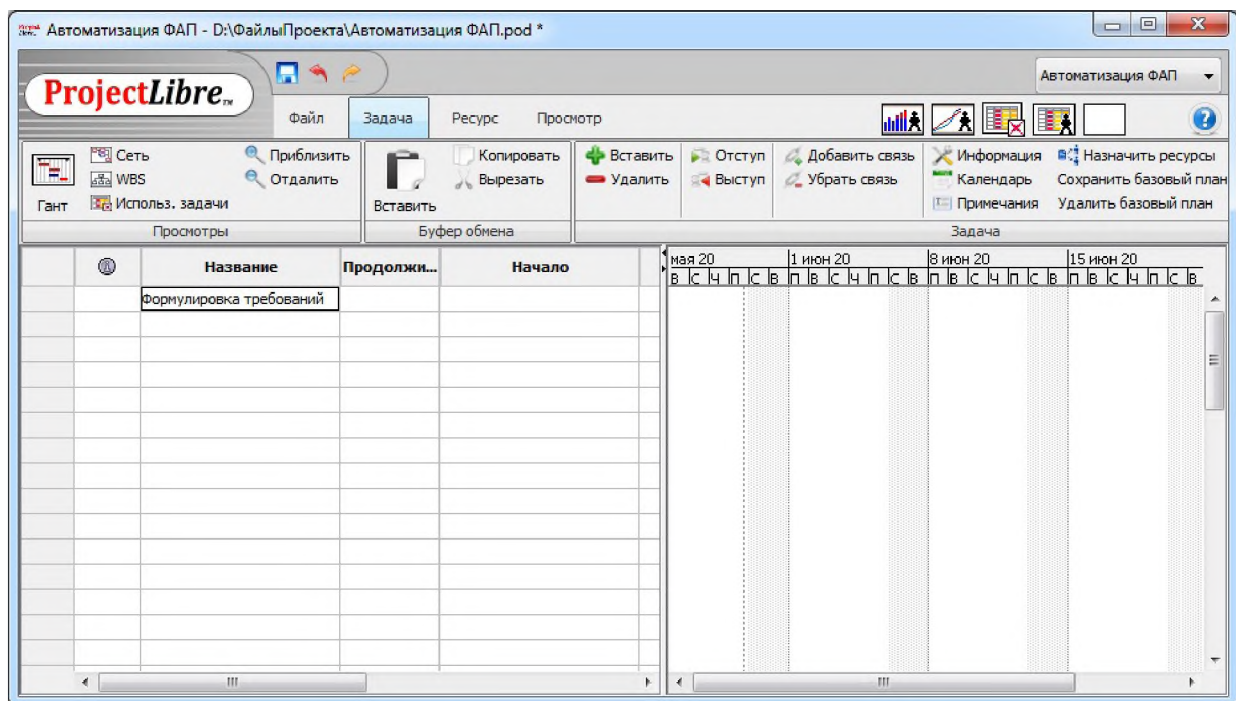 Автоматизация ФАП - D:\ФайлыПроекта\Автоматизация ФАП.pod *
ProjectLibre™
Автоматизация ФАП
Файл Задача Ресурс Просмотр
Сеть Приблизить Копировать Вставить Отступ Добавить связь Информация Назначить ресурсы
WBS Отдалить Вырезать Удалить Выступ Убрать связь Календарь Сохранить базовый план
Гант Использ. задачи Вставить Примечания Удалить базовый план
Просмотры Буфер обмена Задача
Название Продолжи... Начало
мая 20 1 июн 20 8 июн 20 15 июн 20
В С Ч П С В П В С Ч П С В П В С Ч П С В П В С Ч П С В
Формулировка требований